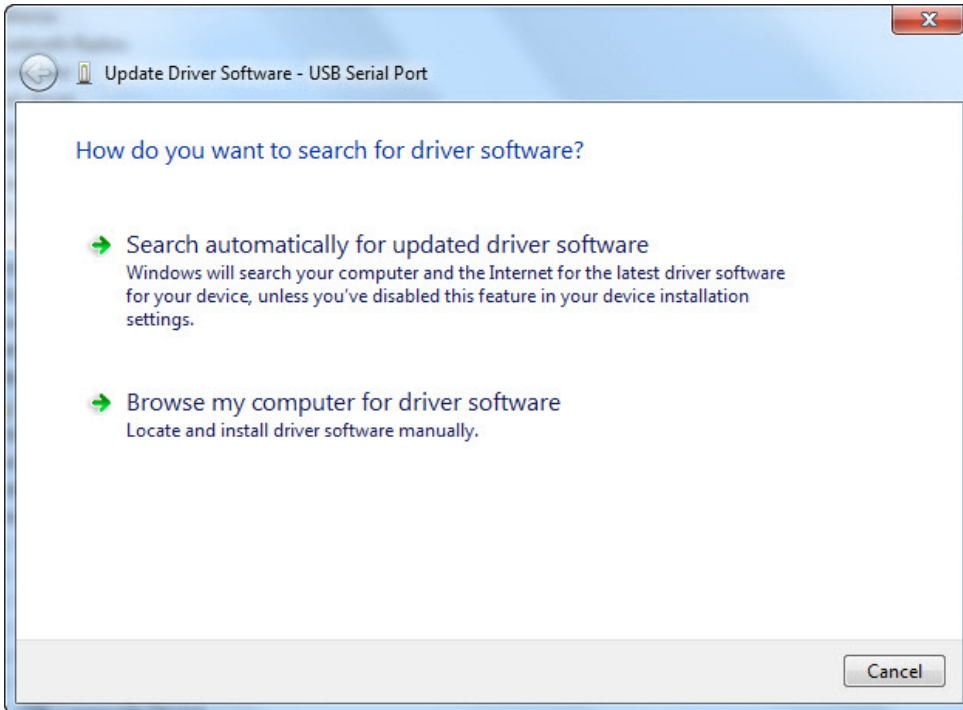 Update Driver Software - USB Serial Port
How do you want to search for driver software?
Search automatically for updated driver software
Windows will search your computer and the Internet for the latest driver software
for your device, unless you've disabled this feature in your device installation
settings.
Browse my computer for driver software
Locate and install driver software manually.
Cancel